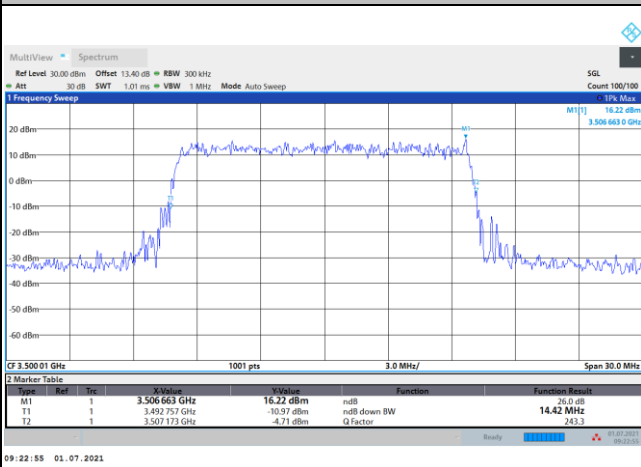 MultiView Spectrum
Ref Level 30.00 dBm Offset 13.40 dB RBW 300 kHz SGL
Att 30 dB SWT 1.01 ms VBW 1 MHz Mode Auto Sweep Count 100/100
1 Frequency Sweep 1Pk Max
M1[1] 16.22 dBm
3.506 663 0 GHz
M1
20 dBm
10 dBm
0 dBm
T2
T1
-10 dBm
-20 dBm
-30 dBm
-40 dBm
-50 dBm
-60 dBm
CF 3.500 01 GHz 1001 pts 3.0 MHz/ Span 30.0 MHz
2 Marker Table
Type Ref Trc X-Value Y-Value Function Function Result
M1 1 3.506 663 GHz 16.22 dBm ndB 26.0 dB
T1 1 3.492 757 GHz -10.97 dBm ndB down BW 14.42 MHz
T2 1 3.507 173 GHz -4.71 dBm Q Factor 243.3
Ready 01.07.2021
09:22:55
09:22:55 01.07.2021